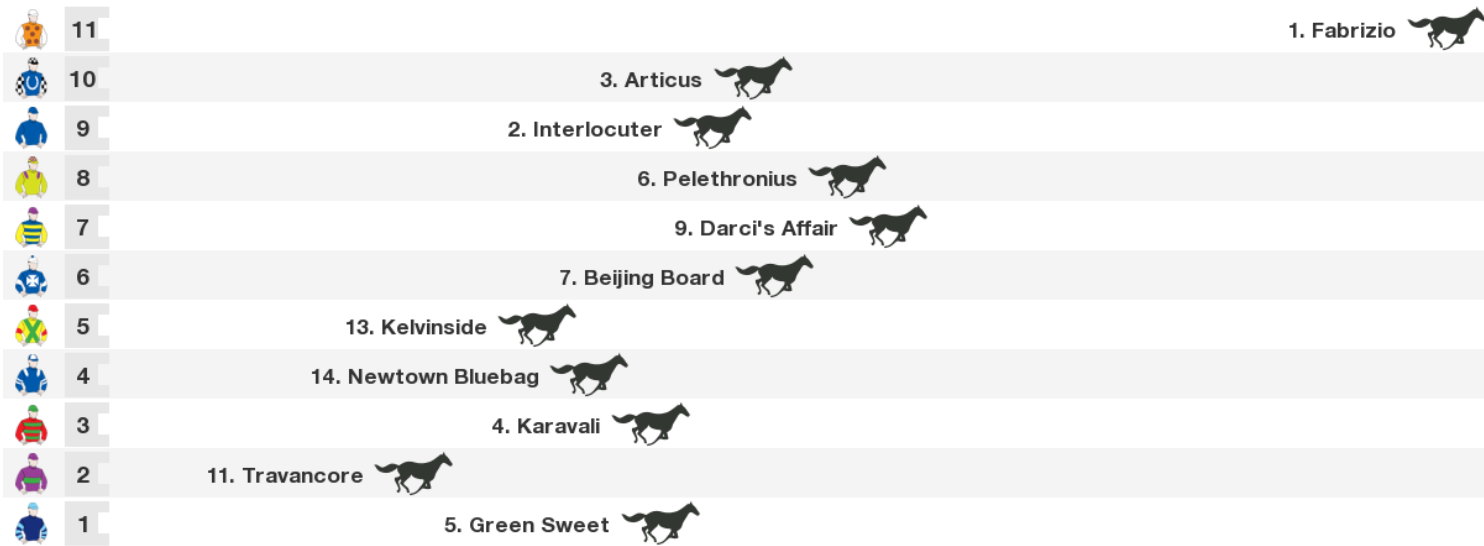 11 1. Fabrizio
10 3. Articus
9 2. Interlocuter
8 6. Pelethronius
7 9. Darci's Affair
6 7. Beijing Board
5 13. Kelvinside
4 14. Newtown Bluebag
3 4. Karavali
2 11. Travancore
1 5. Green Sweet